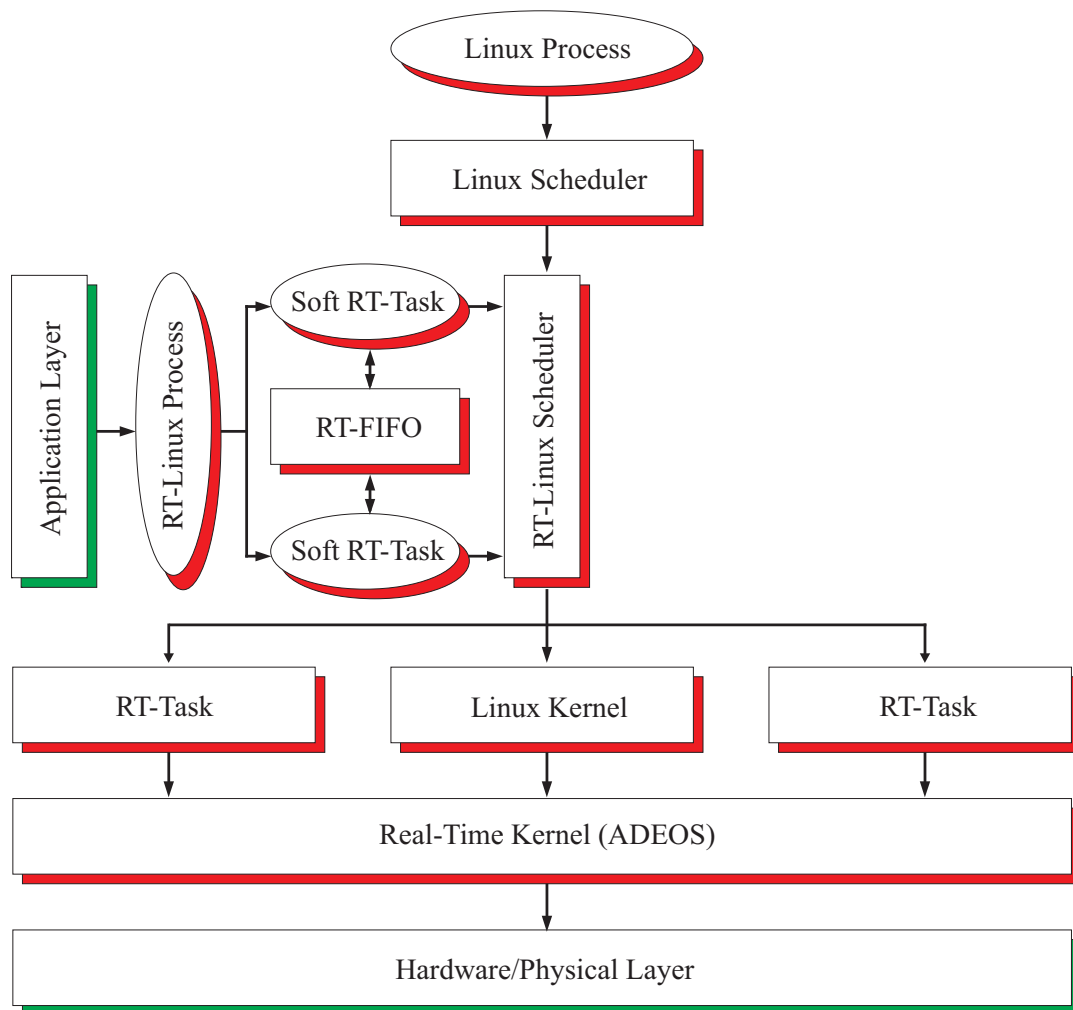 Linux Process
Linux Scheduler
Application Layer
RT-Linux Process
Soft RT-Task
RT-FIFO
Soft RT-Task
RT-Linux Scheduler
RT-Task
Linux Kernel
RT-Task
Real-Time Kernel (ADEOS)
Hardware/Physical Layer